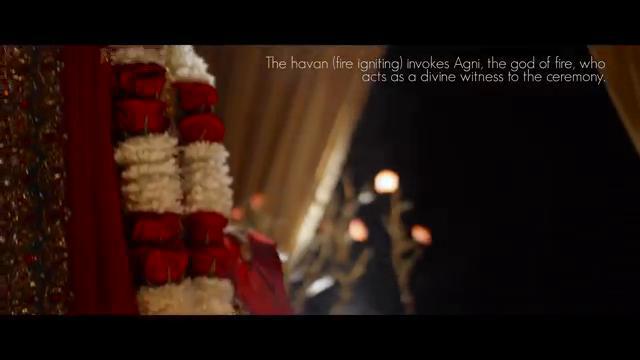 The havan (fire igniting) invokes Agni, the god of fire, who
acts as a divine witness to the ceremony.